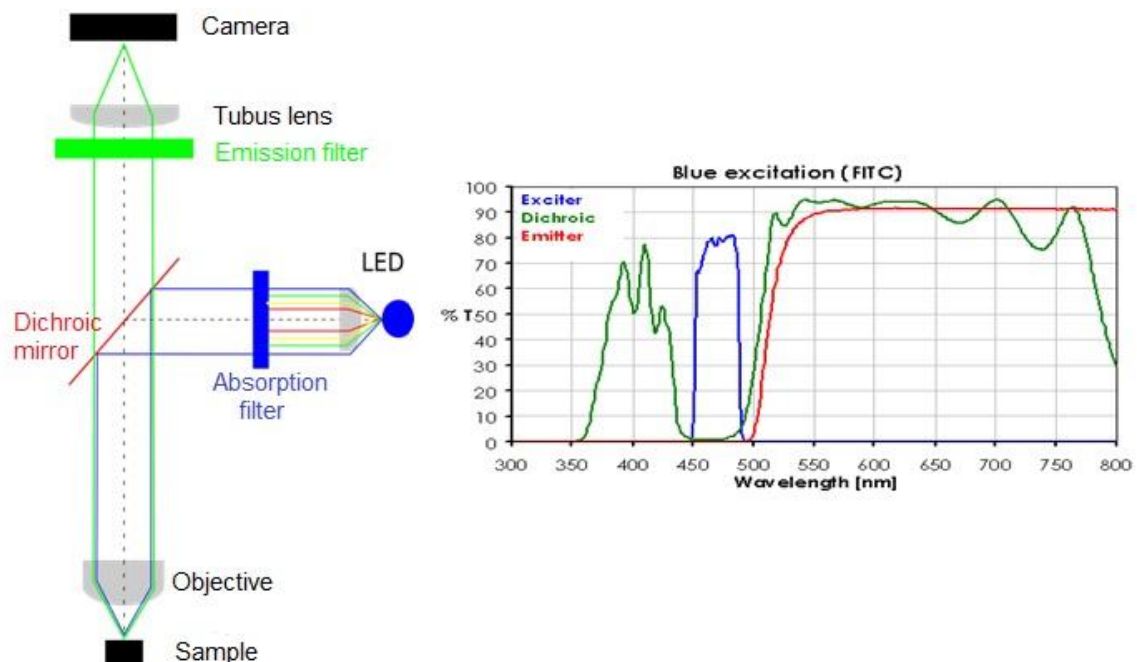 Camera
Tubus lens
Emission filter
LED
Dichroic
mirror
Absorption
filter
Objective
Sample
Blue excitation (FITC)
Exciter
Dichroic
Emitter
% T
100
90
80
70
60
50
40
30
20
10
0
300 350 400 450 500 550 600 650 700 750 800
Wavelength [nm]